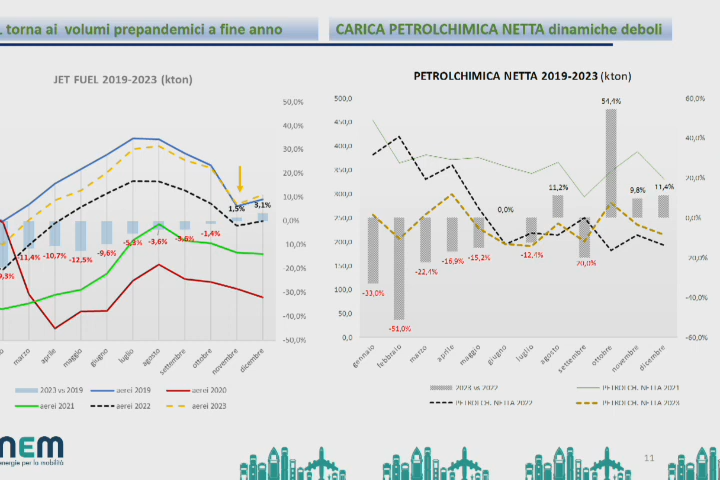 torna ai volumi prepandemici a fine anno
CARICA PETROLCHIMICA NETTA dinamiche deboli
JET FUEL 2019-2023 (kton)
50,0%
40,0%
30,0%
20,0%
10,0%
0,0%
-10,0%
-20,0%
-30,0%
-40,0%
-50,0%
-11,4%
-10,7%
-12,5%
-9,6%
-5,3%
-3,6%
-3,6%
-1,4%
1,5%
3,1%
marzo
aprile
maggio
giugno
luglio
agosto
settembre
ottobre
novembre
dicembre
2023 vs 2019
aerei 2019
aerei 2020
aerei 2021
aerei 2022
aerei 2023
PETROLCHIMICA NETTA 2019-2023 (kton)
500,0
450,0
400,0
350,0
300,0
250,0
200,0
150,0
100,0
50,0
0,0
60,0%
40,0%
20,0%
0,0%
20,0%
-40,0%
-60,0%
-33,0%
-51,0%
-22,4%
-16,9%
-15,2%
0,0%
-12,4%
11,2%
20,0%
54,4%
9,8%
11,4%
gennaio
febbraio
marzo
aprile
maggio
giugno
luglio
agosto
settembre
ottobre
novembre
dicembre
2023 vs 2022
PETROLCH. NETTA 2021
PETROLCH. NETTA 2022
PETROLCH. NETTA 2023
nem
energie per la mobilità
11